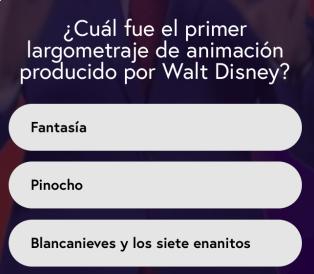 ¿Cuál fue el primer
largometraje de animación
producido por Walt Disney?
Fantasía
Pinocho
Blancanieves y los siete enanitos